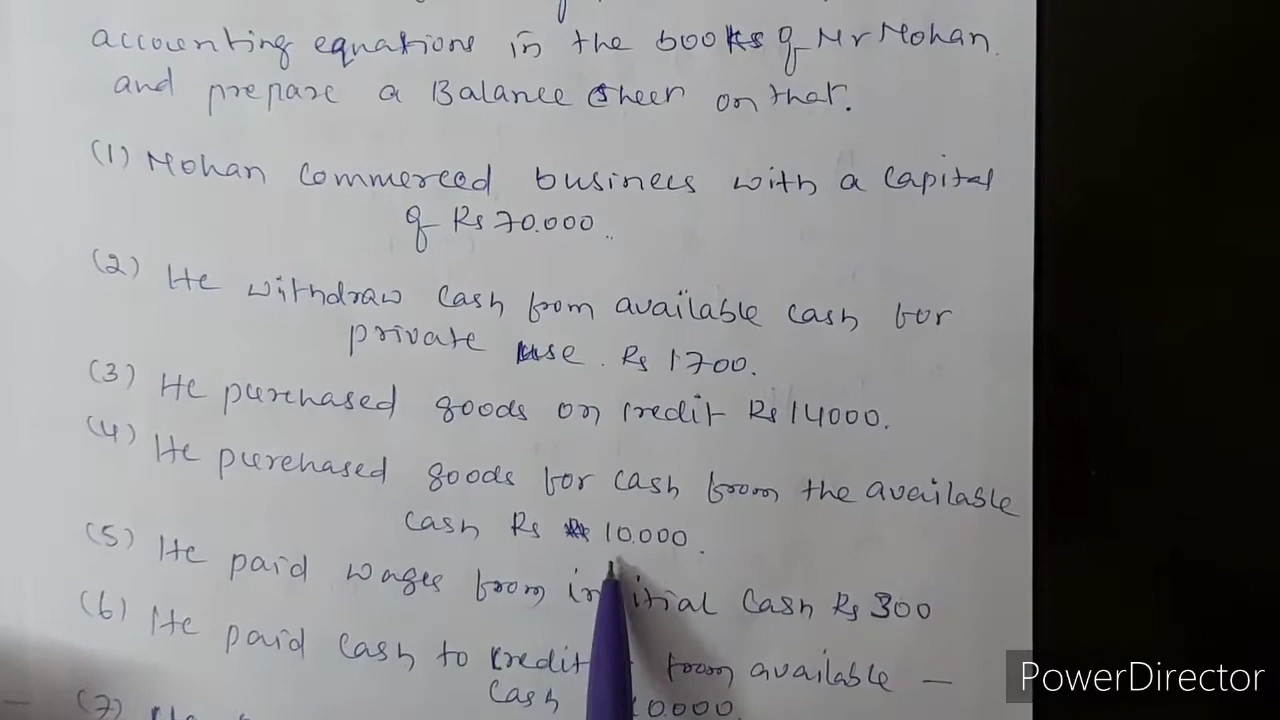 accounting equations in the books of Mr Mohan.
and prepare a Balance Sheer on that.
(1) Mohan commerced business with a capital
of Rs 70.000.
(2) He withdraw cash from available cash for
private use. Rs 1700.
(3) He purchased goods on credit Rs 14000.
(4) He purchased goods for cash from the available
cash Rs 10.000.
(5) He paid wages from initial cash Rs 300
(6) He paid cash to from available —
cash 0.000.
(7)
PowerDirector